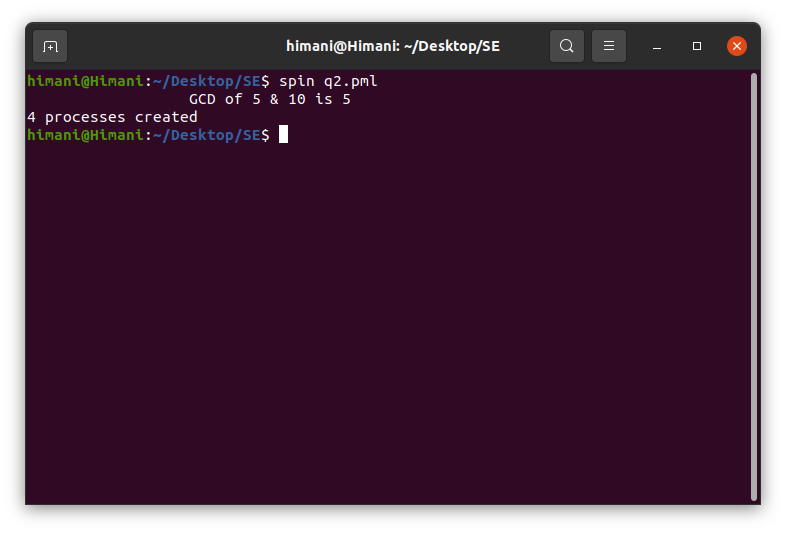 himani@Himani: ~/Desktop/SE
himani@Himani:~/Desktop/SE$ spin q2.pml
GCD of 5 & 10 is 5
4 processes created
himani@Himani:~/Desktop/SE$